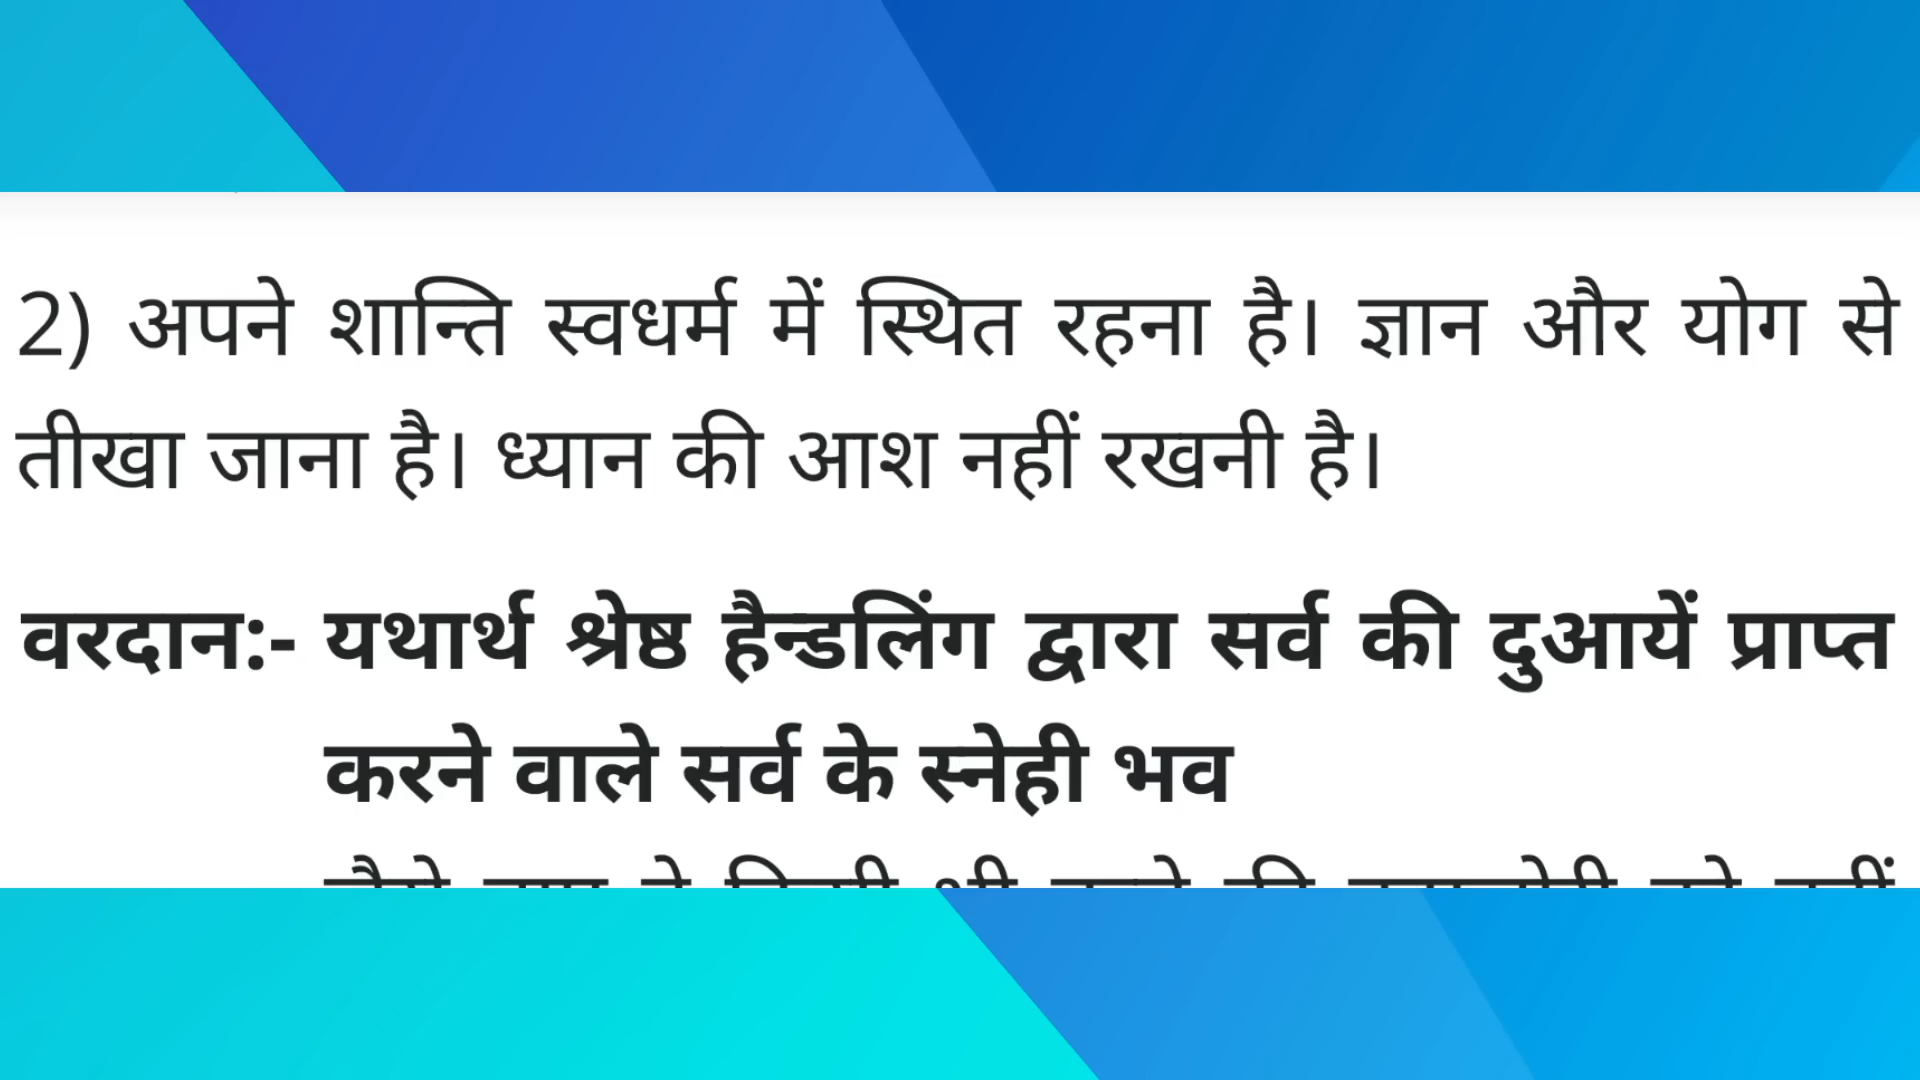 2) अपने शान्ति स्वधर्म में स्थित रहना है। ज्ञान और योग से
तीखा जाना है। ध्यान की आश नहीं रखनी है।
वरदान:- यथार्थ श्रेष्ठ हैन्डलिंग द्वारा सर्व की दुआयें प्राप्त
करने वाले सर्व के स्नेही भव